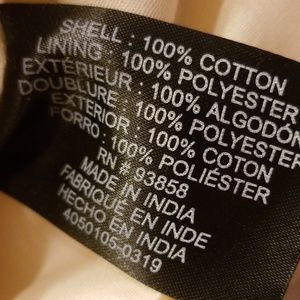 SHELL : 100% COTTON
LINING : 100% POLYESTER
EXTÉRIEUR : 100% ALGODÓN
DOUBLURE : 100% POLYESTER
EXTERIOR : 100% COTON
FORRO : 100% POLIÉSTER
RN # 93858
MADE IN INDIA
FABRIQUÉ EN INDE
HECHO EN INDIA
4050105-0319